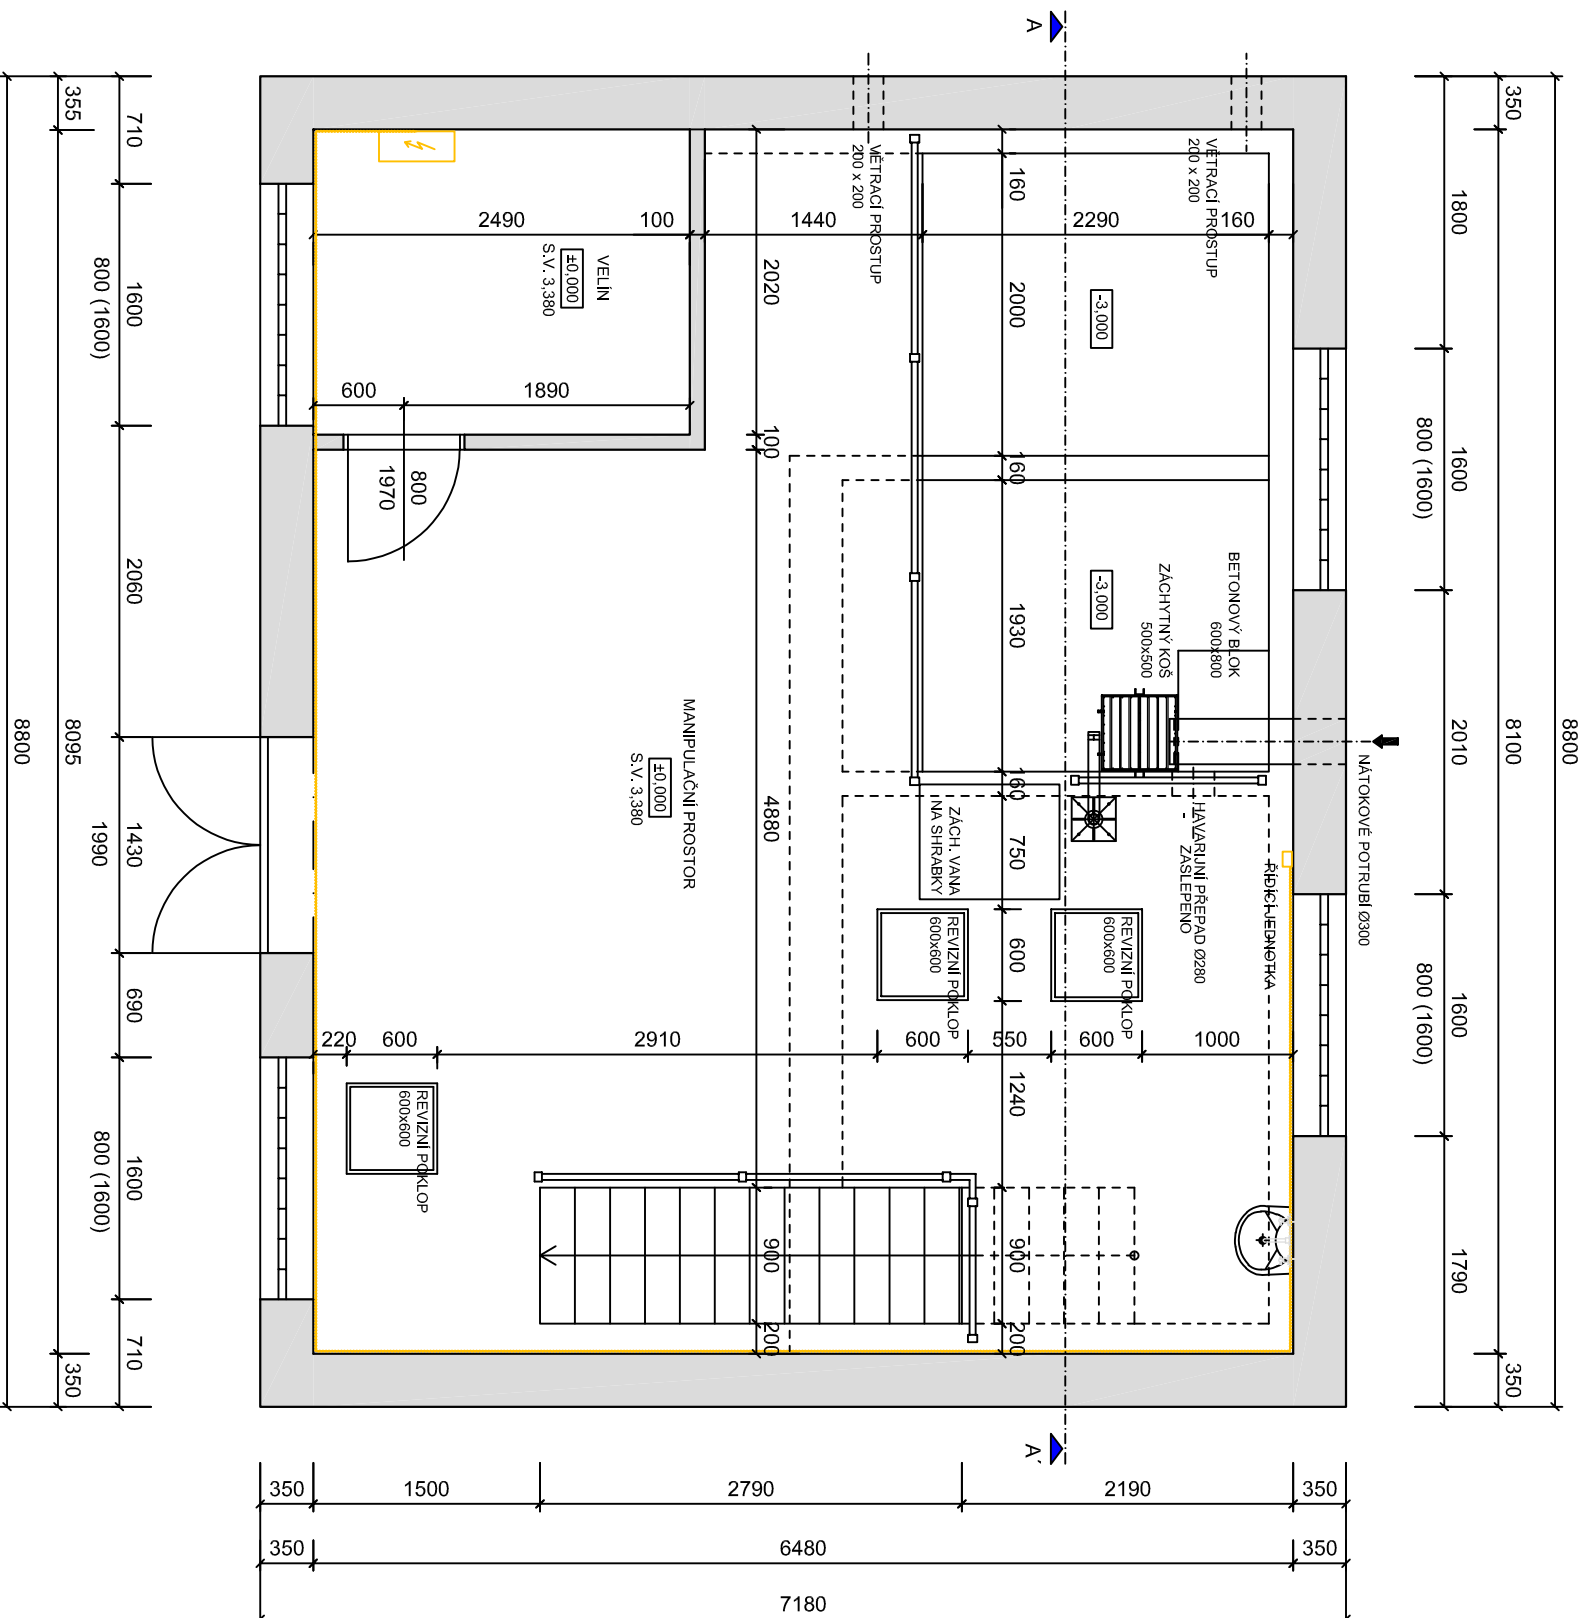 A
8800
350
8100
350
1800
1600
800 (1600)
2010
1600
800 (1600)
1790
VĚTRACÍ PROSTUP
200 x 200
VĚTRACÍ PROSTUP
200 x 200
160
2490
100
1440
2290
160
2020
2000
-3,000
VELÍN
±0,000
S.V. 3,380
600
1890
100
160
800
1970
1930
-3,000
BETONOVÝ BLOK
600x800
ZÁCHYTNÝ KOŠ
500x500
NÁTOKOVÉ POTRUBÍ Ø300
MANIPULAČNÍ PROSTOR
±0,000
S.V. 3,380
4880
160
750
ZÁCH. VANA
NA SHRABKY
HAVARIJNÍ PŘEPAD Ø280
- ZASLEPENO
ŘÍDÍCÍ JEDNOTKA
600
REVIZNÍ POKLOP
600x600
REVIZNÍ POKLOP
600x600
220
600
2910
600
550
600
1000
1240
REVIZNÍ POKLOP
600x600
900
900
200
200
710
1600
800 (1600)
2060
1430
1990
690
1600
800 (1600)
710
355
8095
350
8800
A´
350
1500
2790
2190
350
350
6480
350
7180